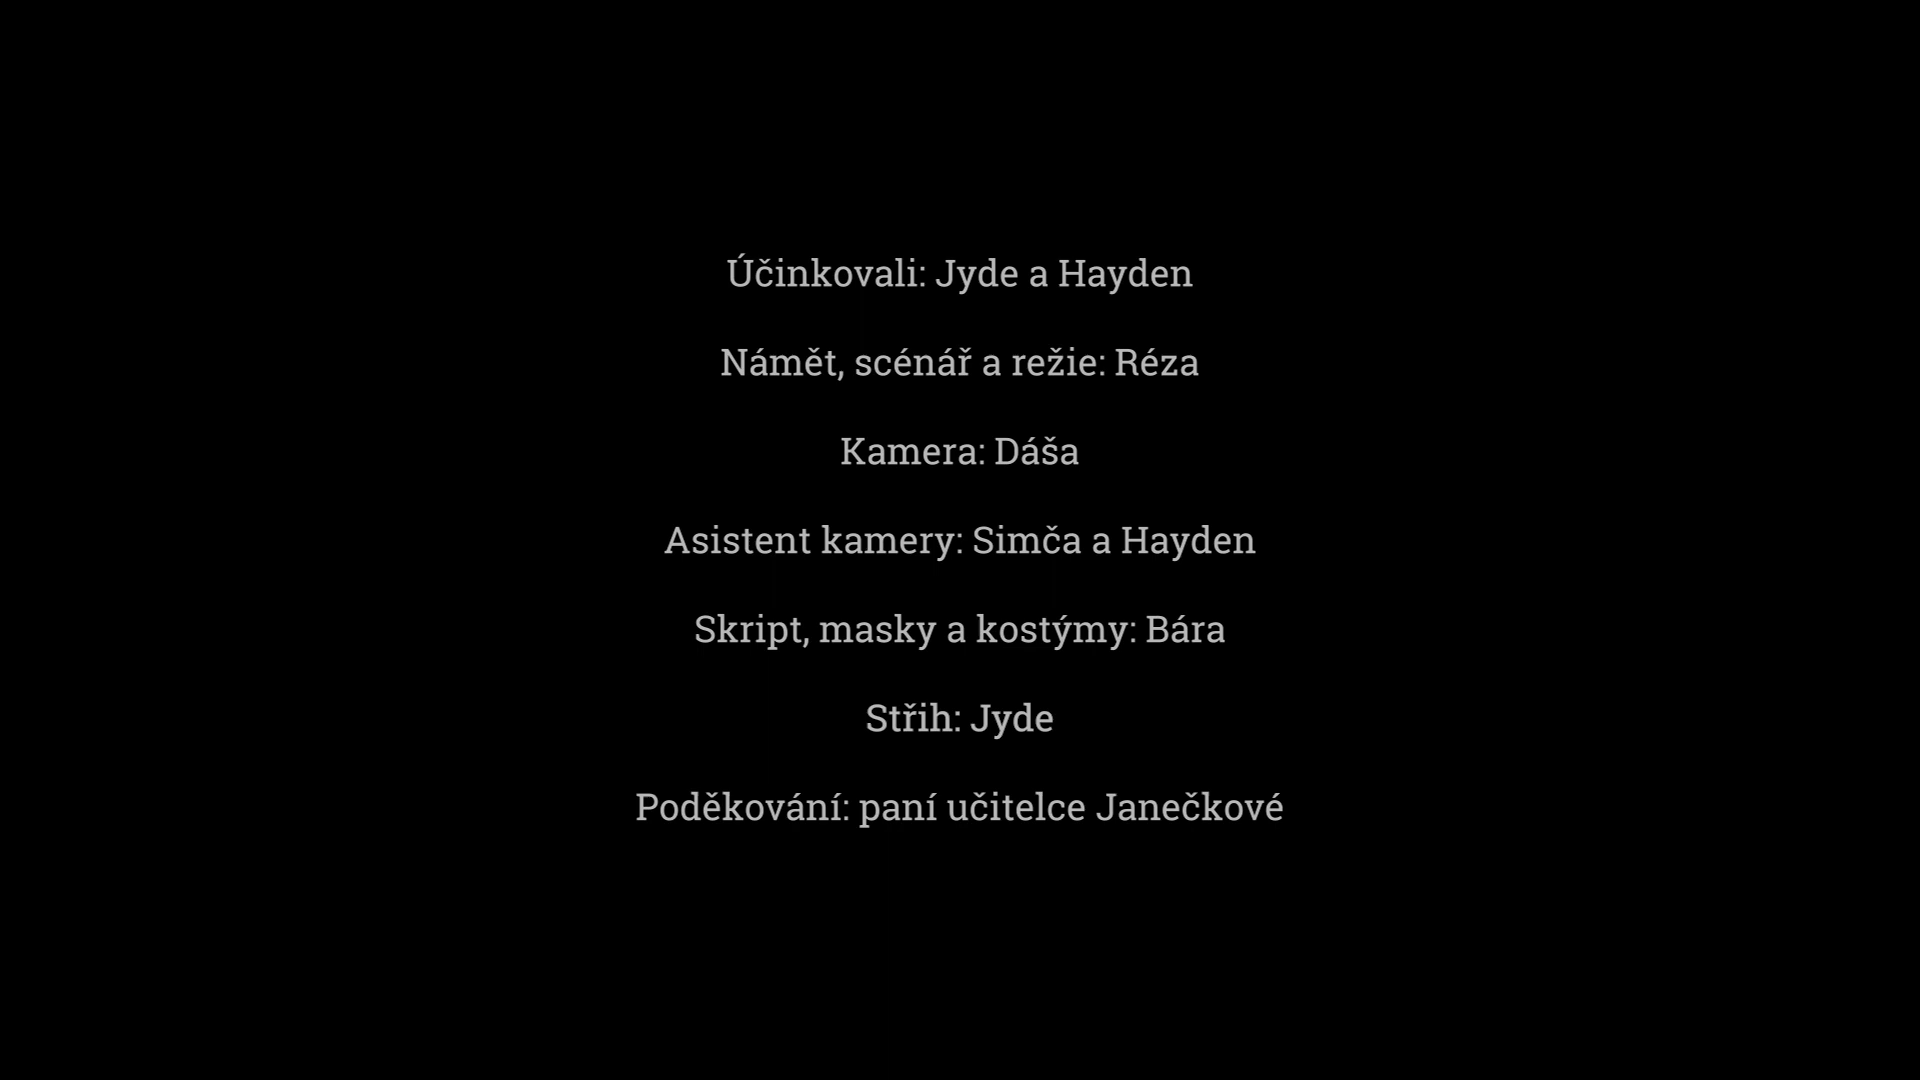 Účinkovali: Jyde a Hayden
Námět, scénář a režie: Réza
Kamera: Dáša
Asistent kamery: Simča a Hayden
Skript, masky a kostýmy: Bára
Střih: Jyde
Poděkování: paní učitelce Janečkové